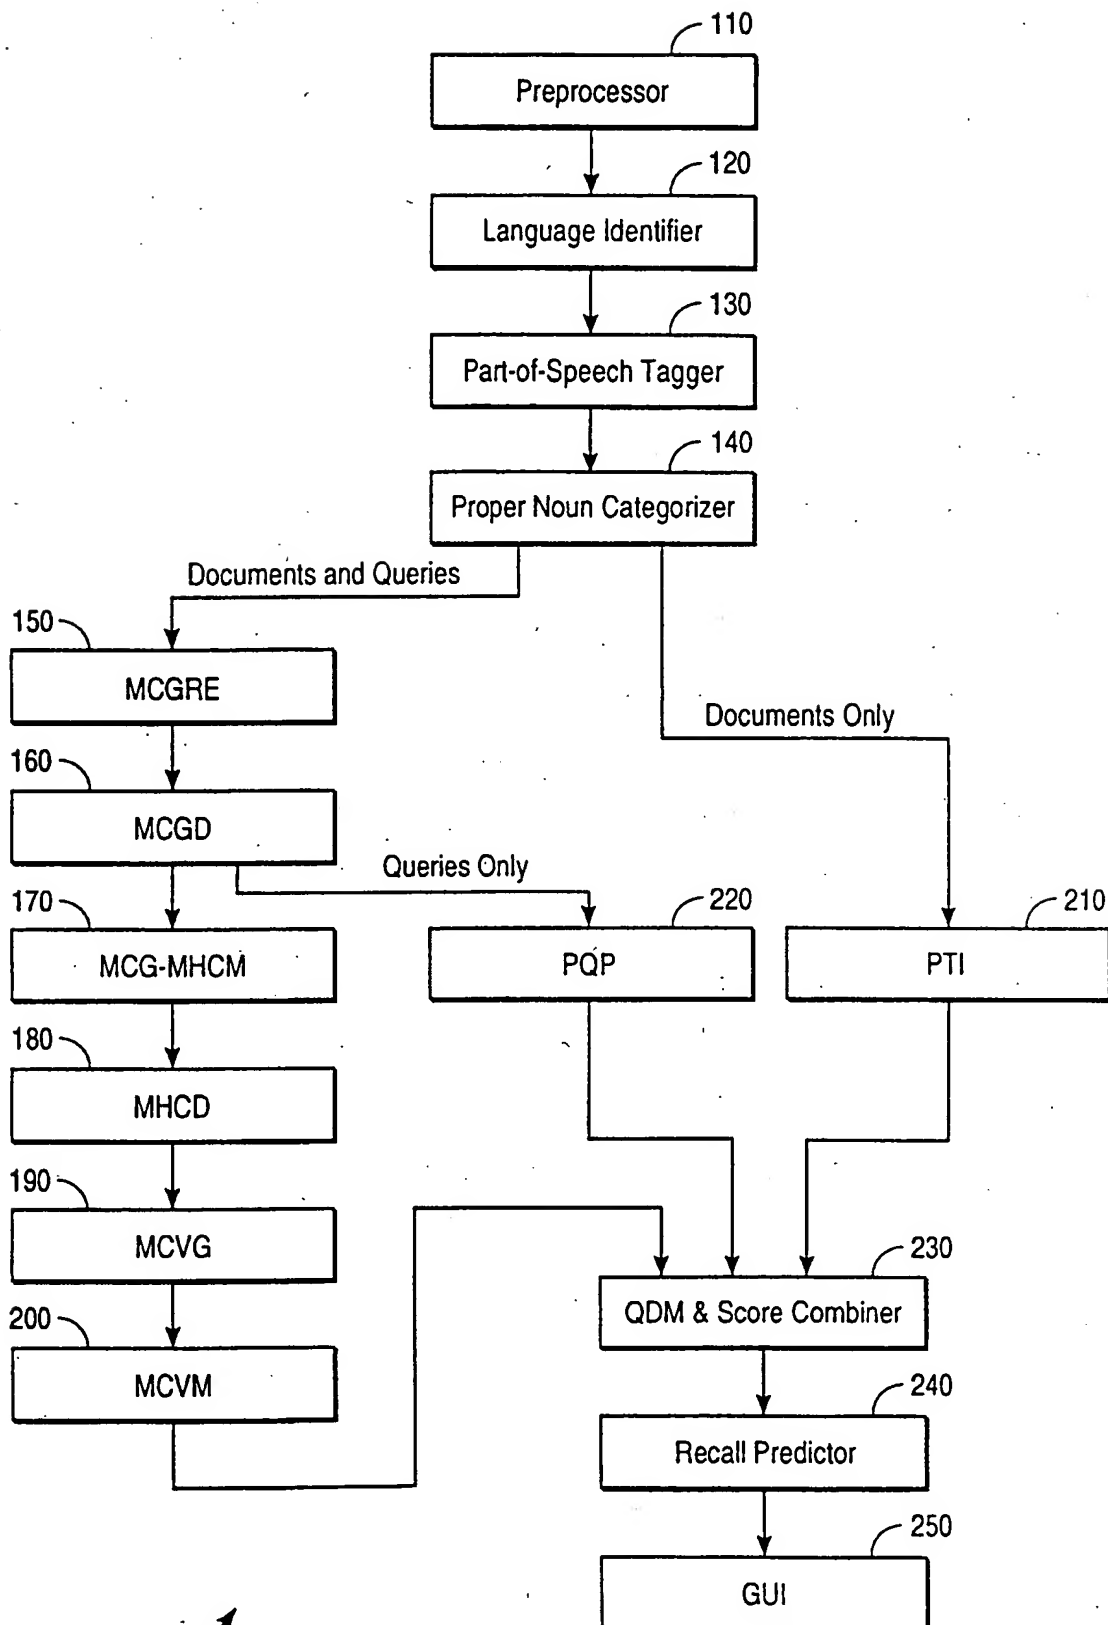 110
Preprocessor
120
Language Identifier
130
Part-of-Speech Tagger
140
Proper Noun Categorizer
Documents and Queries
150
MCGRE
Documents Only
160
MCGD
Queries Only
170
MCG-MHCM
220
PQP
210
PTI
180
MHCD
190
MCVG
230
QDM & Score Combiner
200
MCVM
240
Recall Predictor
250
GUI